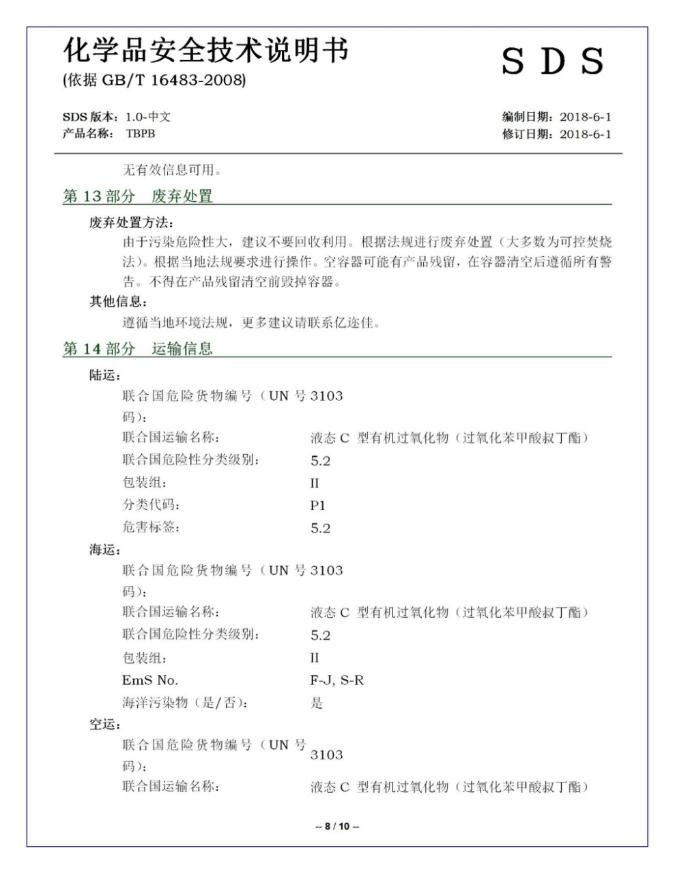 化学品安全技术说明书
SDS
(依据 GB/T 16483-2008)
SDS 版本：1.0-中文
编制日期：2018-6-1
产品名称： TBPB
修订日期：2018-6-1
无有效信息可用。
第 13 部分 废弃处置
废弃处置方法：
由于污染危险性大，建议不要回收利用。根据法规进行废弃处置（大多数为可控焚烧
法）。根据当地法规要求进行操作。空容器可能有产品残留，在容器清空后遵循所有警
告。不得在产品残留清空前毁掉容器。
其他信息：
遵循当地环境法规，更多建议请联系亿迩佳。
第 14 部分 运输信息
陆运：
联合国危险货物编号（UN 号 3103
码）：
联合国运输名称： 液态 C 型有机过氧化物（过氧化苯甲酸叔丁酯）
联合国危险性分类级别： 5.2
包装组： II
分类代码： P1
危害标签： 5.2
海运：
联合国危险货物编号（UN 号 3103
码）：
联合国运输名称： 液态 C 型有机过氧化物（过氧化苯甲酸叔丁酯）
联合国危险性分类级别： 5.2
包装组： II
EmS No. F-J, S-R
海洋污染物（是/否）： 是
空运：
联合国危险货物编号（UN 号 3103
码）：
联合国运输名称： 液态 C 型有机过氧化物（过氧化苯甲酸叔丁酯）
-- 8 / 10 --